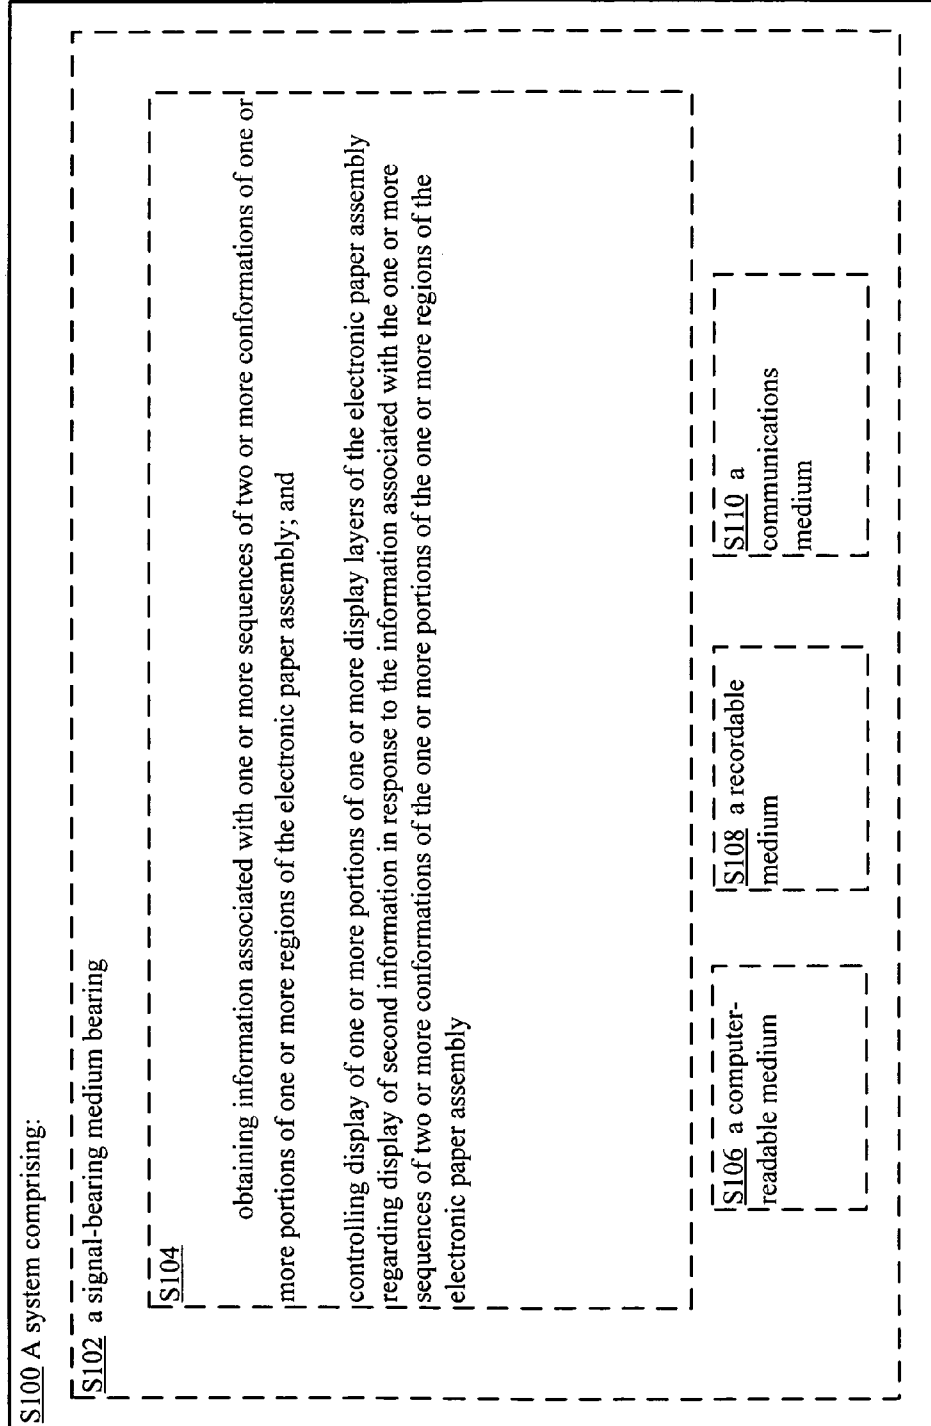 S100 A system comprising:
S102 a signal-bearing medium bearing
S104
obtaining information associated with one or more sequences of two or more conformations of one or
more portions of one or more regions of the electronic paper assembly; and
controlling display of one or more portions of one or more display layers of the electronic paper assembly
regarding display of second information in response to the information associated with the one or more
sequences of two or more conformations of the one or more portions of the one or more regions of the
electronic paper assembly
S106 a computer-
readable medium
S108 a recordable
medium
S110 a
communications
medium